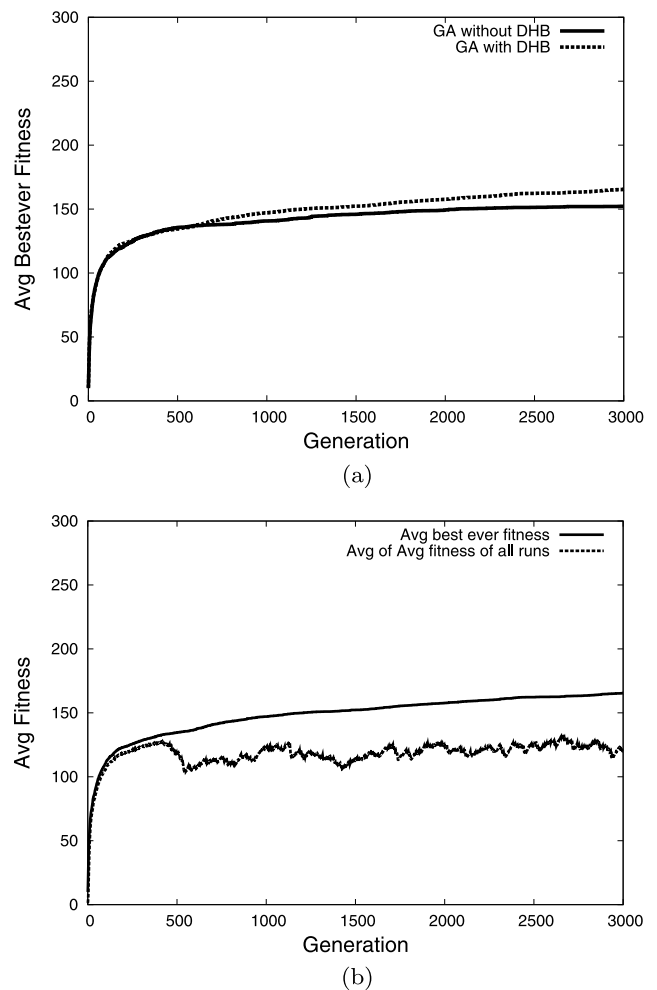 300
250
200
150
100
50
0
Avg Bestever Fitness
GA without DHB
GA with DHB
0 500 1000 1500 2000 2500 3000
Generation
(a)
300
250
200
150
100
50
0
Avg Fitness
Avg best ever fitness
Avg of Avg fitness of all runs
0 500 1000 1500 2000 2500 3000
Generation
(b)